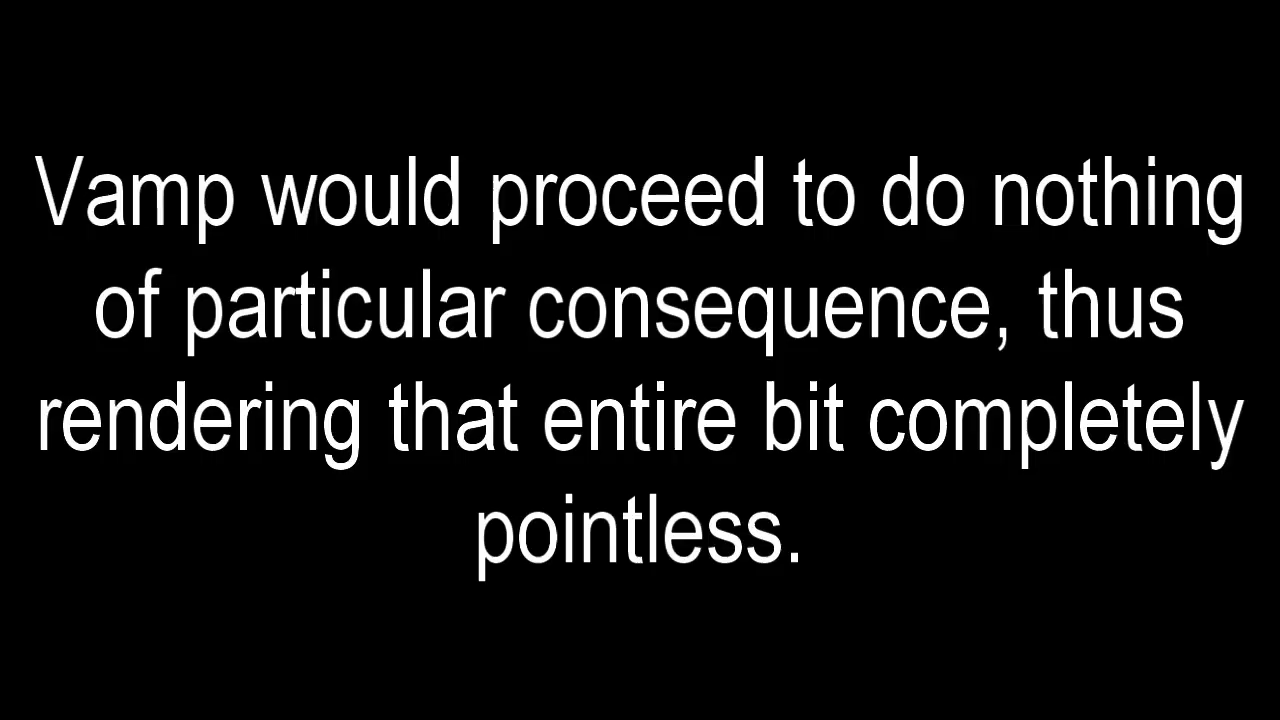 Vamp would proceed to do nothing
of particular consequence, thus
rendering that entire bit completely
pointless.